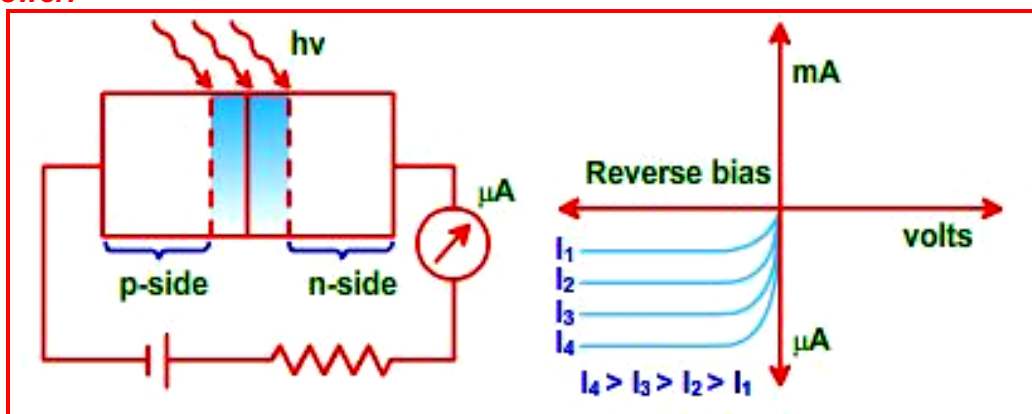 hν
mA
Reverse bias
μA
volts
I₁
p-side
n-side
I₂
I₃
I₄
μA
I₄ > I₃ > I₂ > I₁